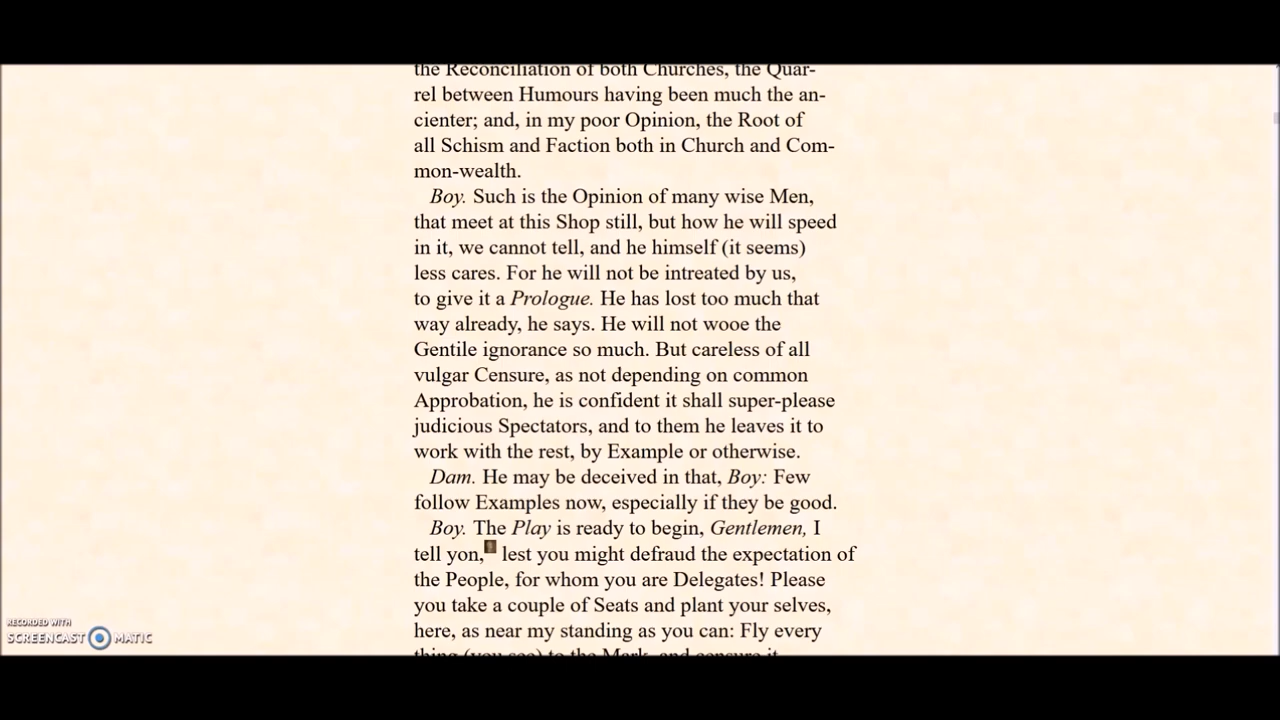 the Reconciliation of both Churches, the Quar-
rel between Humours having been much the an-
cienter; and, in my poor Opinion, the Root of
all Schism and Faction both in Church and Com-
mon-wealth.
Boy. Such is the Opinion of many wise Men,
that meet at this Shop still, but how he will speed
in it, we cannot tell, and he himself (it seems)
less cares. For he will not be intreated by us,
to give it a Prologue. He has lost too much that
way already, he says. He will not wooe the
Gentile ignorance so much. But careless of all
vulgar Censure, as not depending on common
Approbation, he is confident it shall super-please
judicious Spectators, and to them he leaves it to
work with the rest, by Example or otherwise.
Dam. He may be deceived in that, Boy: Few
follow Examples now, especially if they be good.
Boy. The Play is ready to begin, Gentlemen, I
tell yon, lest you might defraud the expectation of
the People, for whom you are Delegates! Please
you take a couple of Seats and plant your selves,
here, as near my standing as you can: Fly every
thing (you see) to the Mark, and censure it
RECORDED WITH
SCREENCAST MATIC